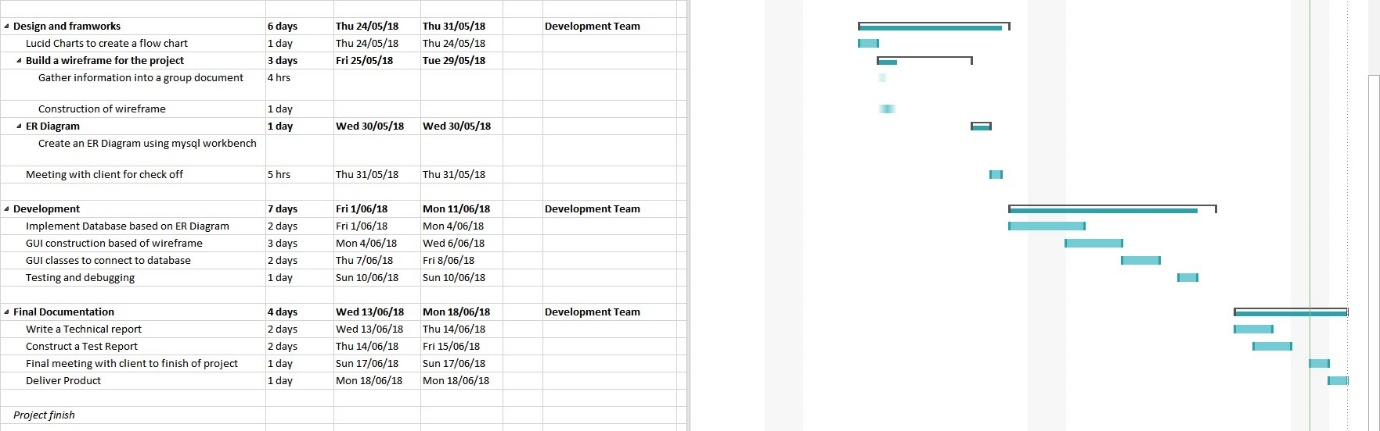 Design and framworks 6 days Thu 24/05/18 Thu 31/05/18 Development Team
Lucid Charts to create a flow chart 1 day Thu 24/05/18 Thu 24/05/18
Build a wireframe for the project 3 days Fri 25/05/18 Tue 29/05/18
Gather information into a group document 4 hrs
Construction of wireframe 1 day
ER Diagram 1 day Wed 30/05/18 Wed 30/05/18
Create an ER Diagram using mysql workbench
Meeting with client for check off 5 hrs Thu 31/05/18 Thu 31/05/18
Development 7 days Fri 1/06/18 Mon 11/06/18 Development Team
Implement Database based on ER Diagram 2 days Fri 1/06/18 Mon 4/06/18
GUI construction based of wireframe 3 days Mon 4/06/18 Wed 6/06/18
GUI classes to connect to database 2 days Thu 7/06/18 Fri 8/06/18
Testing and debugging 1 day Sun 10/06/18 Sun 10/06/18
Final Documentation 4 days Wed 13/06/18 Mon 18/06/18 Development Team
Write a Technical report 2 days Wed 13/06/18 Thu 14/06/18
Construct a Test Report 2 days Thu 14/06/18 Fri 15/06/18
Final meeting with client to finish of project 1 day Sun 17/06/18 Sun 17/06/18
Deliver Product 1 day Mon 18/06/18 Mon 18/06/18
Project finish